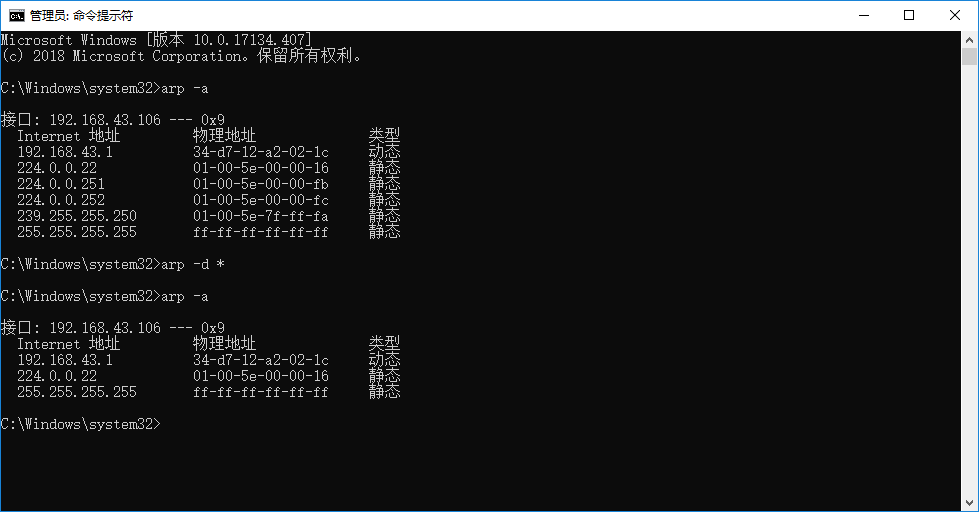 管理员: 命令提示符
Microsoft Windows [版本 10.0.17134.407]
(c) 2018 Microsoft Corporation。保留所有权利。
C:\Windows\system32>arp -a
接口: 192.168.43.106 --- 0x9
Internet 地址 物理地址 类型
192.168.43.1 34-d7-12-a2-02-1c 动态
224.0.0.22 01-00-5e-00-00-16 静态
224.0.0.251 01-00-5e-00-00-fb 静态
224.0.0.252 01-00-5e-00-00-fc 静态
239.255.255.250 01-00-5e-7f-ff-fa 静态
255.255.255.255 ff-ff-ff-ff-ff-ff 静态
C:\Windows\system32>arp -d *
C:\Windows\system32>arp -a
接口: 192.168.43.106 --- 0x9
Internet 地址 物理地址 类型
192.168.43.1 34-d7-12-a2-02-1c 动态
224.0.0.22 01-00-5e-00-00-16 静态
255.255.255.255 ff-ff-ff-ff-ff-ff 静态
C:\Windows\system32>